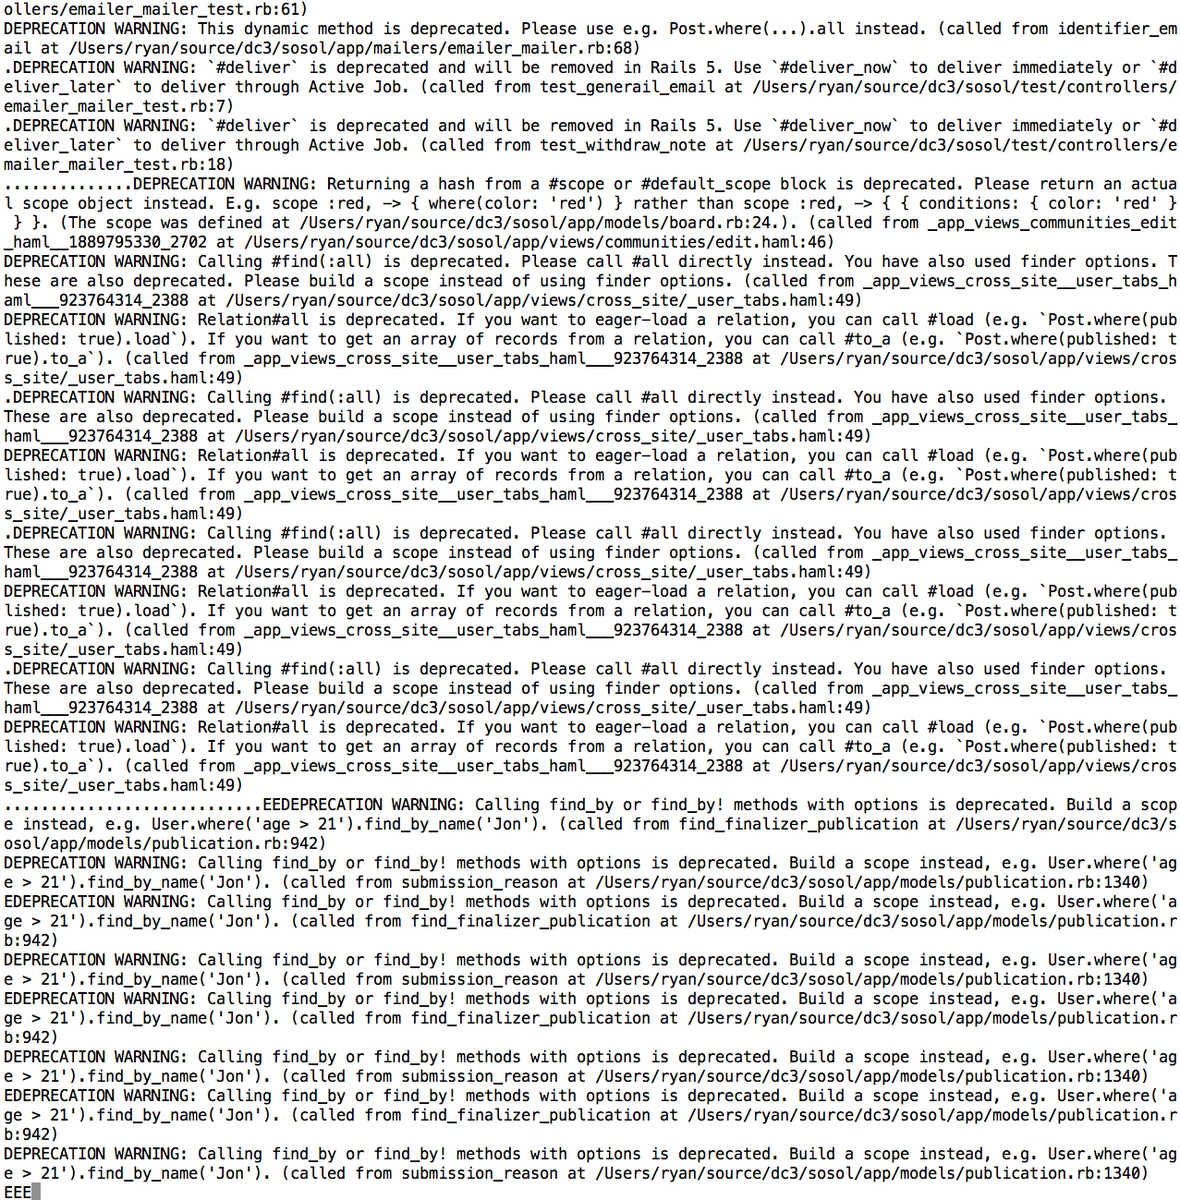 ollers/emailer_mailer_test.rb:61)
DEPRECATION WARNING: This dynamic method is deprecated. Please use e.g. Post.where(...).all instead. (called from identifier_em
ail at /Users/ryan/source/dc3/sosol/app/mailers/emailer_mailer.rb:68)
.DEPRECATION WARNING: `#deliver` is deprecated and will be removed in Rails 5. Use `#deliver_now` to deliver immediately or `#d
eliver_later` to deliver through Active Job. (called from test_generail_email at /Users/ryan/source/dc3/sosol/test/controllers/
emailer_mailer_test.rb:7)
.DEPRECATION WARNING: `#deliver` is deprecated and will be removed in Rails 5. Use `#deliver_now` to deliver immediately or `#d
eliver_later` to deliver through Active Job. (called from test_withdraw_note at /Users/ryan/source/dc3/sosol/test/controllers/e
mailer_mailer_test.rb:18)
..............DEPRECATION WARNING: Returning a hash from a #scope or #default_scope block is deprecated. Please return an actua
l scope object instead. E.g. scope :red, -> { where(color: 'red') } rather than scope :red, -> { { conditions: { color: 'red' }
 } }. (The scope was defined at /Users/ryan/source/dc3/sosol/app/models/board.rb:24.). (called from _app_views_communities_edit
_haml__1889795330_2702 at /Users/ryan/source/dc3/sosol/app/views/communities/edit.haml:46)
DEPRECATION WARNING: Calling #find(:all) is deprecated. Please call #all directly instead. You have also used finder options. T
hese are also deprecated. Please build a scope instead of using finder options. (called from _app_views_cross_site__user_tabs_h
aml___923764314_2388 at /Users/ryan/source/dc3/sosol/app/views/cross_site/_user_tabs.haml:49)
DEPRECATION WARNING: Relation#all is deprecated. If you want to eager-load a relation, you can call #load (e.g. `Post.where(pub
lished: true).load`). If you want to get an array of records from a relation, you can call #to_a (e.g. `Post.where(published: t
rue).to_a`). (called from _app_views_cross_site__user_tabs_haml___923764314_2388 at /Users/ryan/source/dc3/sosol/app/views/cros
s_site/_user_tabs.haml:49)
.DEPRECATION WARNING: Calling #find(:all) is deprecated. Please call #all directly instead. You have also used finder options.
These are also deprecated. Please build a scope instead of using finder options. (called from _app_views_cross_site__user_tabs_
haml___923764314_2388 at /Users/ryan/source/dc3/sosol/app/views/cross_site/_user_tabs.haml:49)
DEPRECATION WARNING: Relation#all is deprecated. If you want to eager-load a relation, you can call #load (e.g. `Post.where(pub
lished: true).load`). If you want to get an array of records from a relation, you can call #to_a (e.g. `Post.where(published: t
rue).to_a`). (called from _app_views_cross_site__user_tabs_haml___923764314_2388 at /Users/ryan/source/dc3/sosol/app/views/cros
s_site/_user_tabs.haml:49)
.DEPRECATION WARNING: Calling #find(:all) is deprecated. Please call #all directly instead. You have also used finder options.
These are also deprecated. Please build a scope instead of using finder options. (called from _app_views_cross_site__user_tabs_
haml___923764314_2388 at /Users/ryan/source/dc3/sosol/app/views/cross_site/_user_tabs.haml:49)
DEPRECATION WARNING: Relation#all is deprecated. If you want to eager-load a relation, you can call #load (e.g. `Post.where(pub
lished: true).load`). If you want to get an array of records from a relation, you can call #to_a (e.g. `Post.where(published: t
rue).to_a`). (called from _app_views_cross_site__user_tabs_haml___923764314_2388 at /Users/ryan/source/dc3/sosol/app/views/cros
s_site/_user_tabs.haml:49)
.DEPRECATION WARNING: Calling #find(:all) is deprecated. Please call #all directly instead. You have also used finder options.
These are also deprecated. Please build a scope instead of using finder options. (called from _app_views_cross_site__user_tabs_
haml___923764314_2388 at /Users/ryan/source/dc3/sosol/app/views/cross_site/_user_tabs.haml:49)
DEPRECATION WARNING: Relation#all is deprecated. If you want to eager-load a relation, you can call #load (e.g. `Post.where(pub
lished: true).load`). If you want to get an array of records from a relation, you can call #to_a (e.g. `Post.where(published: t
rue).to_a`). (called from _app_views_cross_site__user_tabs_haml___923764314_2388 at /Users/ryan/source/dc3/sosol/app/views/cros
s_site/_user_tabs.haml:49)
............................EEDEPRECATION WARNING: Calling find_by or find_by! methods with options is deprecated. Build a scop
e instead, e.g. User.where('age > 21').find_by_name('Jon'). (called from find_finalizer_publication at /Users/ryan/source/dc3/s
osol/app/models/publication.rb:942)
DEPRECATION WARNING: Calling find_by or find_by! methods with options is deprecated. Build a scope instead, e.g. User.where('ag
e > 21').find_by_name('Jon'). (called from submission_reason at /Users/ryan/source/dc3/sosol/app/models/publication.rb:1340)
EDEPRECATION WARNING: Calling find_by or find_by! methods with options is deprecated. Build a scope instead, e.g. User.where('a
ge > 21').find_by_name('Jon'). (called from find_finalizer_publication at /Users/ryan/source/dc3/sosol/app/models/publication.r
b:942)
DEPRECATION WARNING: Calling find_by or find_by! methods with options is deprecated. Build a scope instead, e.g. User.where('ag
e > 21').find_by_name('Jon'). (called from submission_reason at /Users/ryan/source/dc3/sosol/app/models/publication.rb:1340)
EDEPRECATION WARNING: Calling find_by or find_by! methods with options is deprecated. Build a scope instead, e.g. User.where('a
ge > 21').find_by_name('Jon'). (called from find_finalizer_publication at /Users/ryan/source/dc3/sosol/app/models/publication.r
b:942)
DEPRECATION WARNING: Calling find_by or find_by! methods with options is deprecated. Build a scope instead, e.g. User.where('ag
e > 21').find_by_name('Jon'). (called from submission_reason at /Users/ryan/source/dc3/sosol/app/models/publication.rb:1340)
EDEPRECATION WARNING: Calling find_by or find_by! methods with options is deprecated. Build a scope instead, e.g. User.where('a
ge > 21').find_by_name('Jon'). (called from find_finalizer_publication at /Users/ryan/source/dc3/sosol/app/models/publication.r
b:942)
DEPRECATION WARNING: Calling find_by or find_by! methods with options is deprecated. Build a scope instead, e.g. User.where('ag
e > 21').find_by_name('Jon'). (called from submission_reason at /Users/ryan/source/dc3/sosol/app/models/publication.rb:1340)
EEE